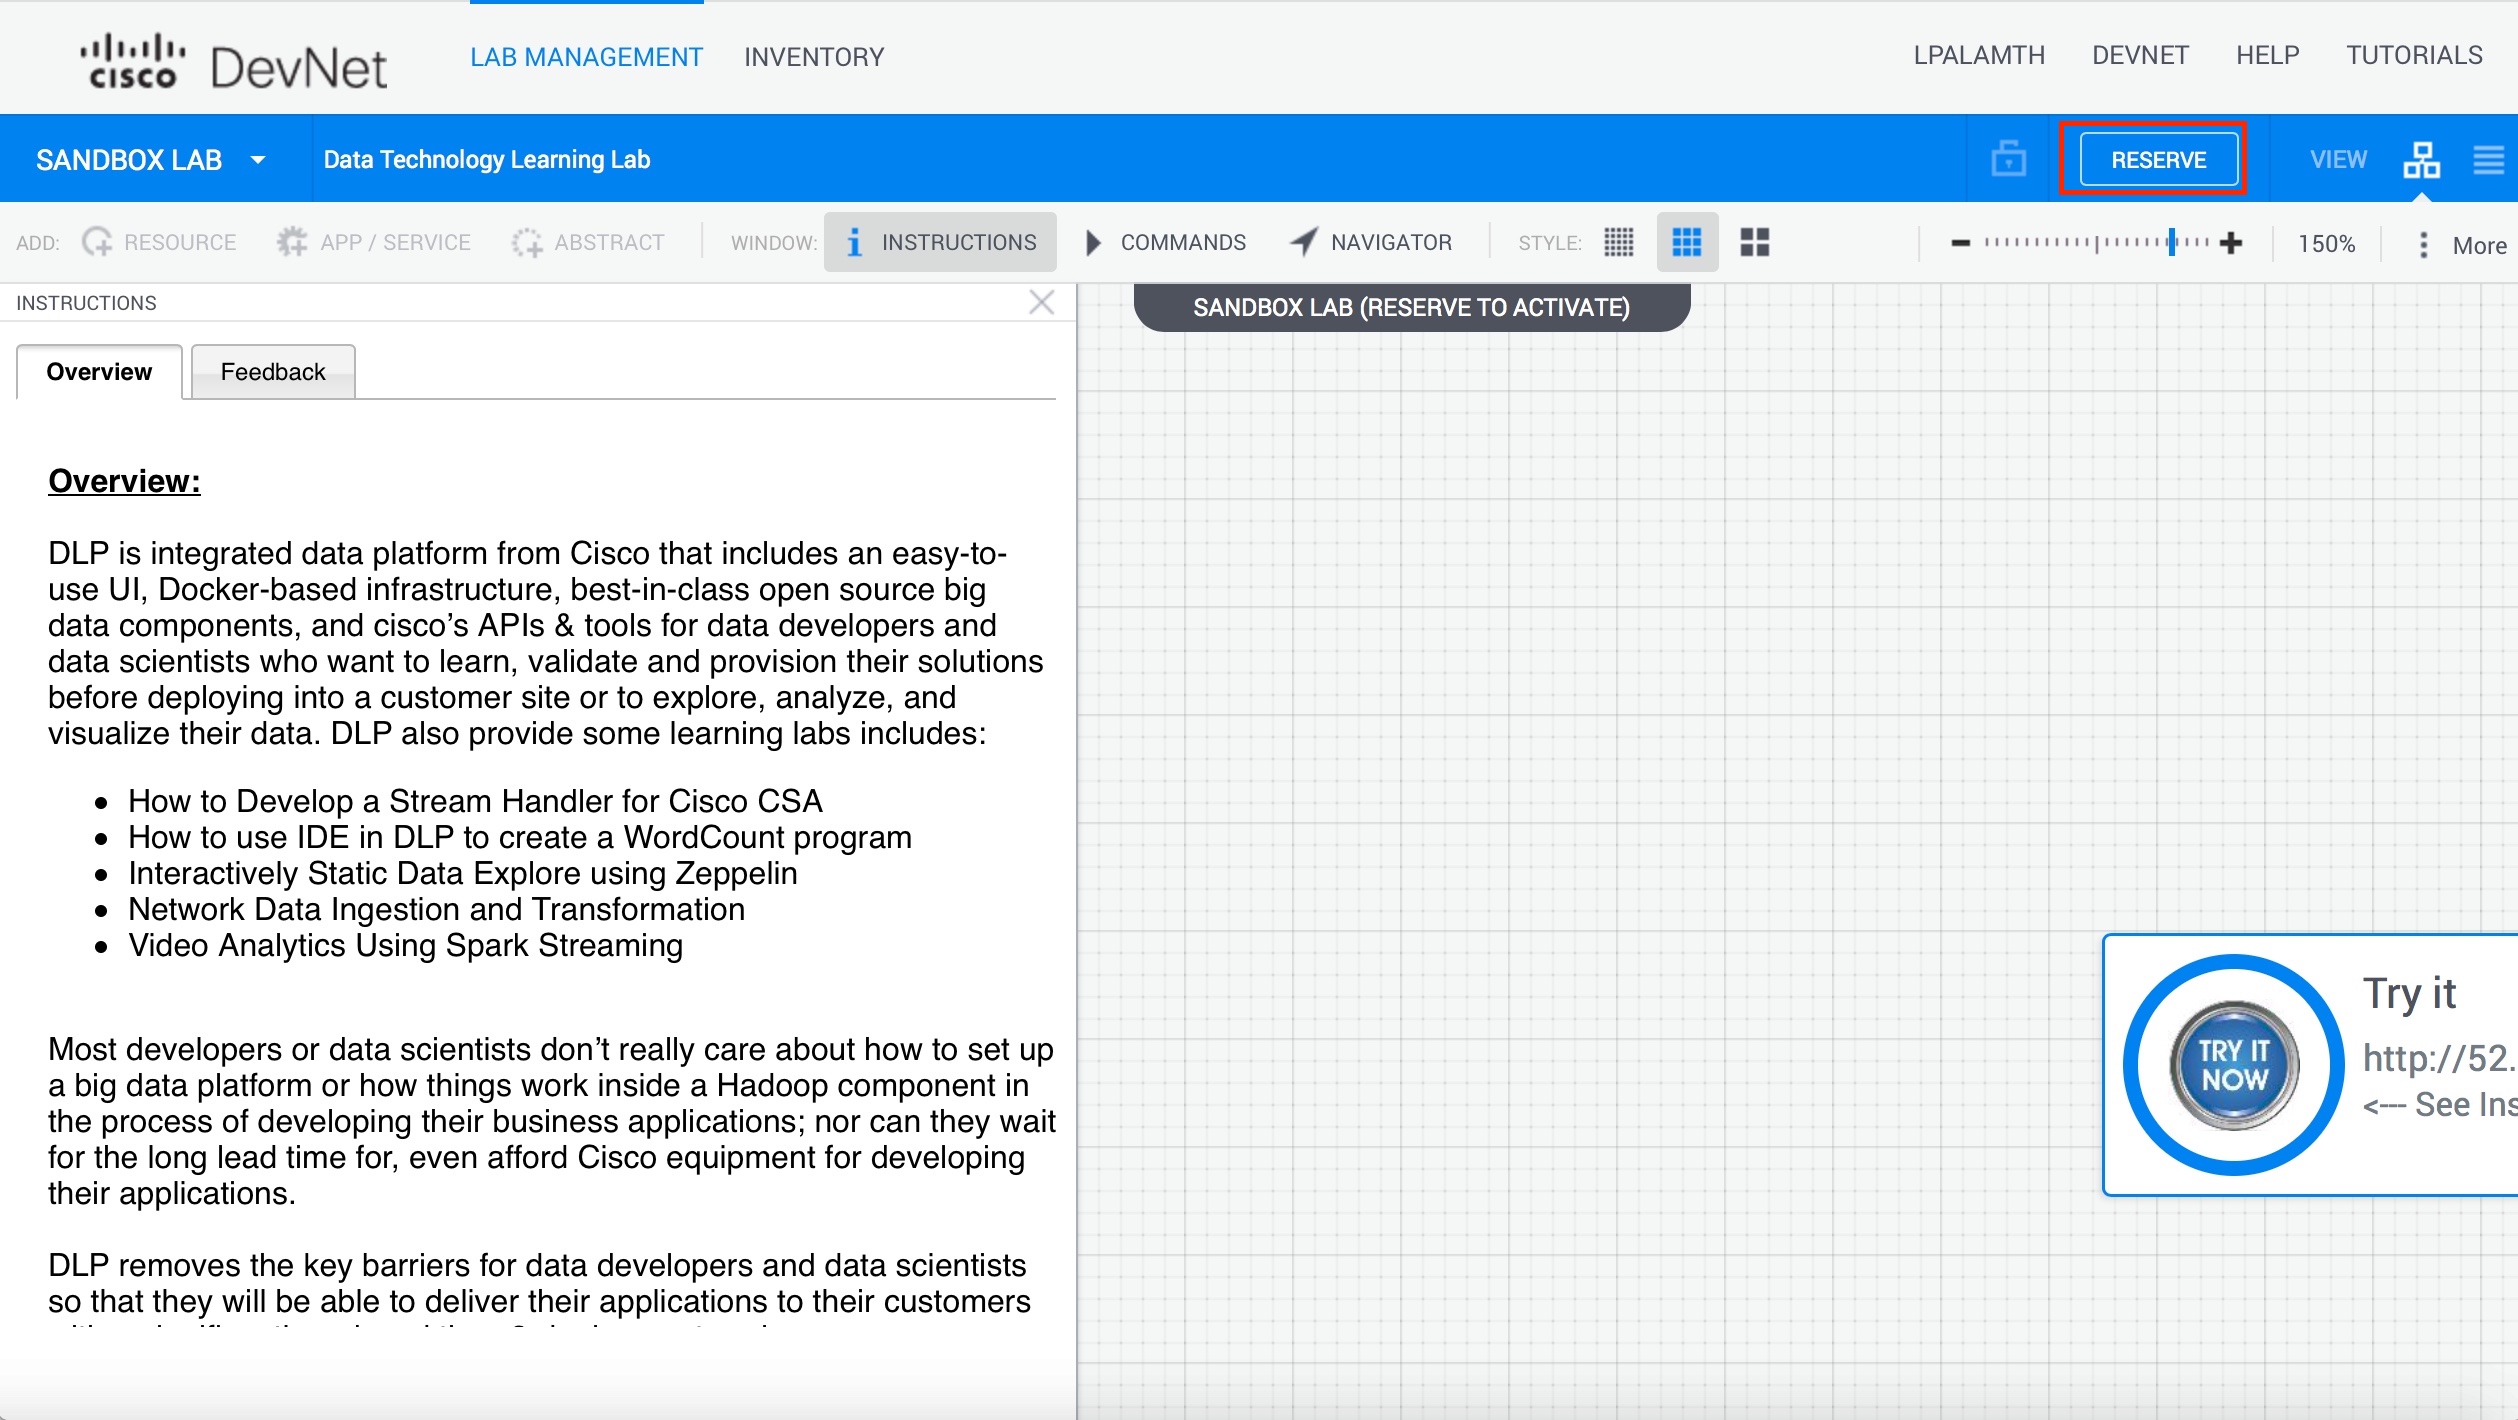 CISCO DevNet LAB MANAGEMENT INVENTORY LPALAMTH DEVNET HELP TUTORIALS
SANDBOX LAB Data Technology Learning Lab RESERVE VIEW
ADD: RESOURCE APP / SERVICE ABSTRACT WINDOW: INSTRUCTIONS COMMANDS NAVIGATOR STYLE: 150% More
INSTRUCTIONS
SANDBOX LAB (RESERVE TO ACTIVATE)
Overview Feedback
Overview:
DLP is integrated data platform from Cisco that includes an easy-to-
use UI, Docker-based infrastructure, best-in-class open source big
data components, and cisco’s APIs & tools for data developers and
data scientists who want to learn, validate and provision their solutions
before deploying into a customer site or to explore, analyze, and
visualize their data. DLP also provide some learning labs includes:
• How to Develop a Stream Handler for Cisco CSA
• How to use IDE in DLP to create a WordCount program
• Interactively Static Data Explore using Zeppelin
• Network Data Ingestion and Transformation
• Video Analytics Using Spark Streaming
Most developers or data scientists don’t really care about how to set up
a big data platform or how things work inside a Hadoop component in
the process of developing their business applications; nor can they wait
for the long lead time for, even afford Cisco equipment for developing
their applications.
DLP removes the key barriers for data developers and data scientists
so that they will be able to deliver their applications to their customers
TRY IT
NOW
Try it
http://52.
<--- See Ins